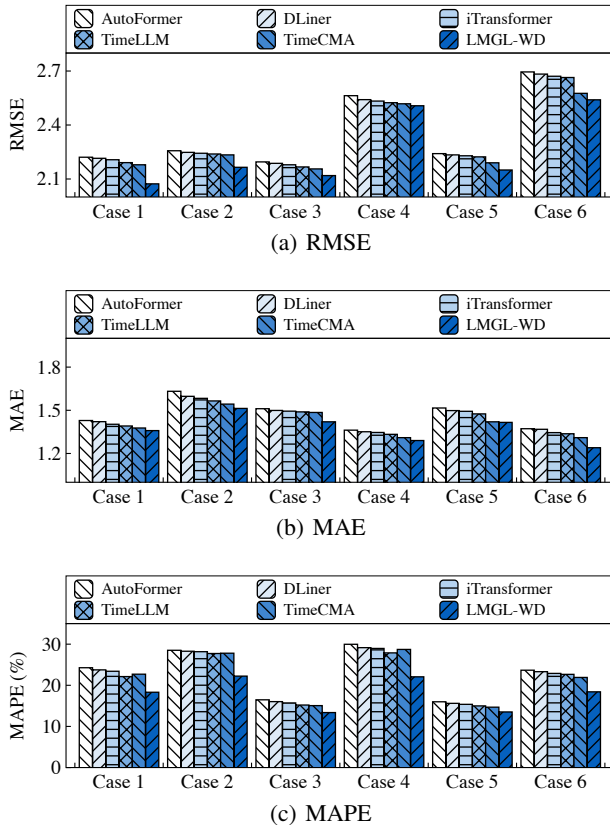 AutoFormer DLiner iTransformer
TimeLLM TimeCMA LMGL-WD
RMSE
2.7
2.4
2.1
Case 1 Case 2 Case 3 Case 4 Case 5 Case 6
(a) RMSE
AutoFormer DLiner iTransformer
TimeLLM TimeCMA LMGL-WD
MAE
1.8
1.5
1.2
Case 1 Case 2 Case 3 Case 4 Case 5 Case 6
(b) MAE
AutoFormer DLiner iTransformer
TimeLLM TimeCMA LMGL-WD
MAPE (%)
30
20
10
0
Case 1 Case 2 Case 3 Case 4 Case 5 Case 6
(c) MAPE